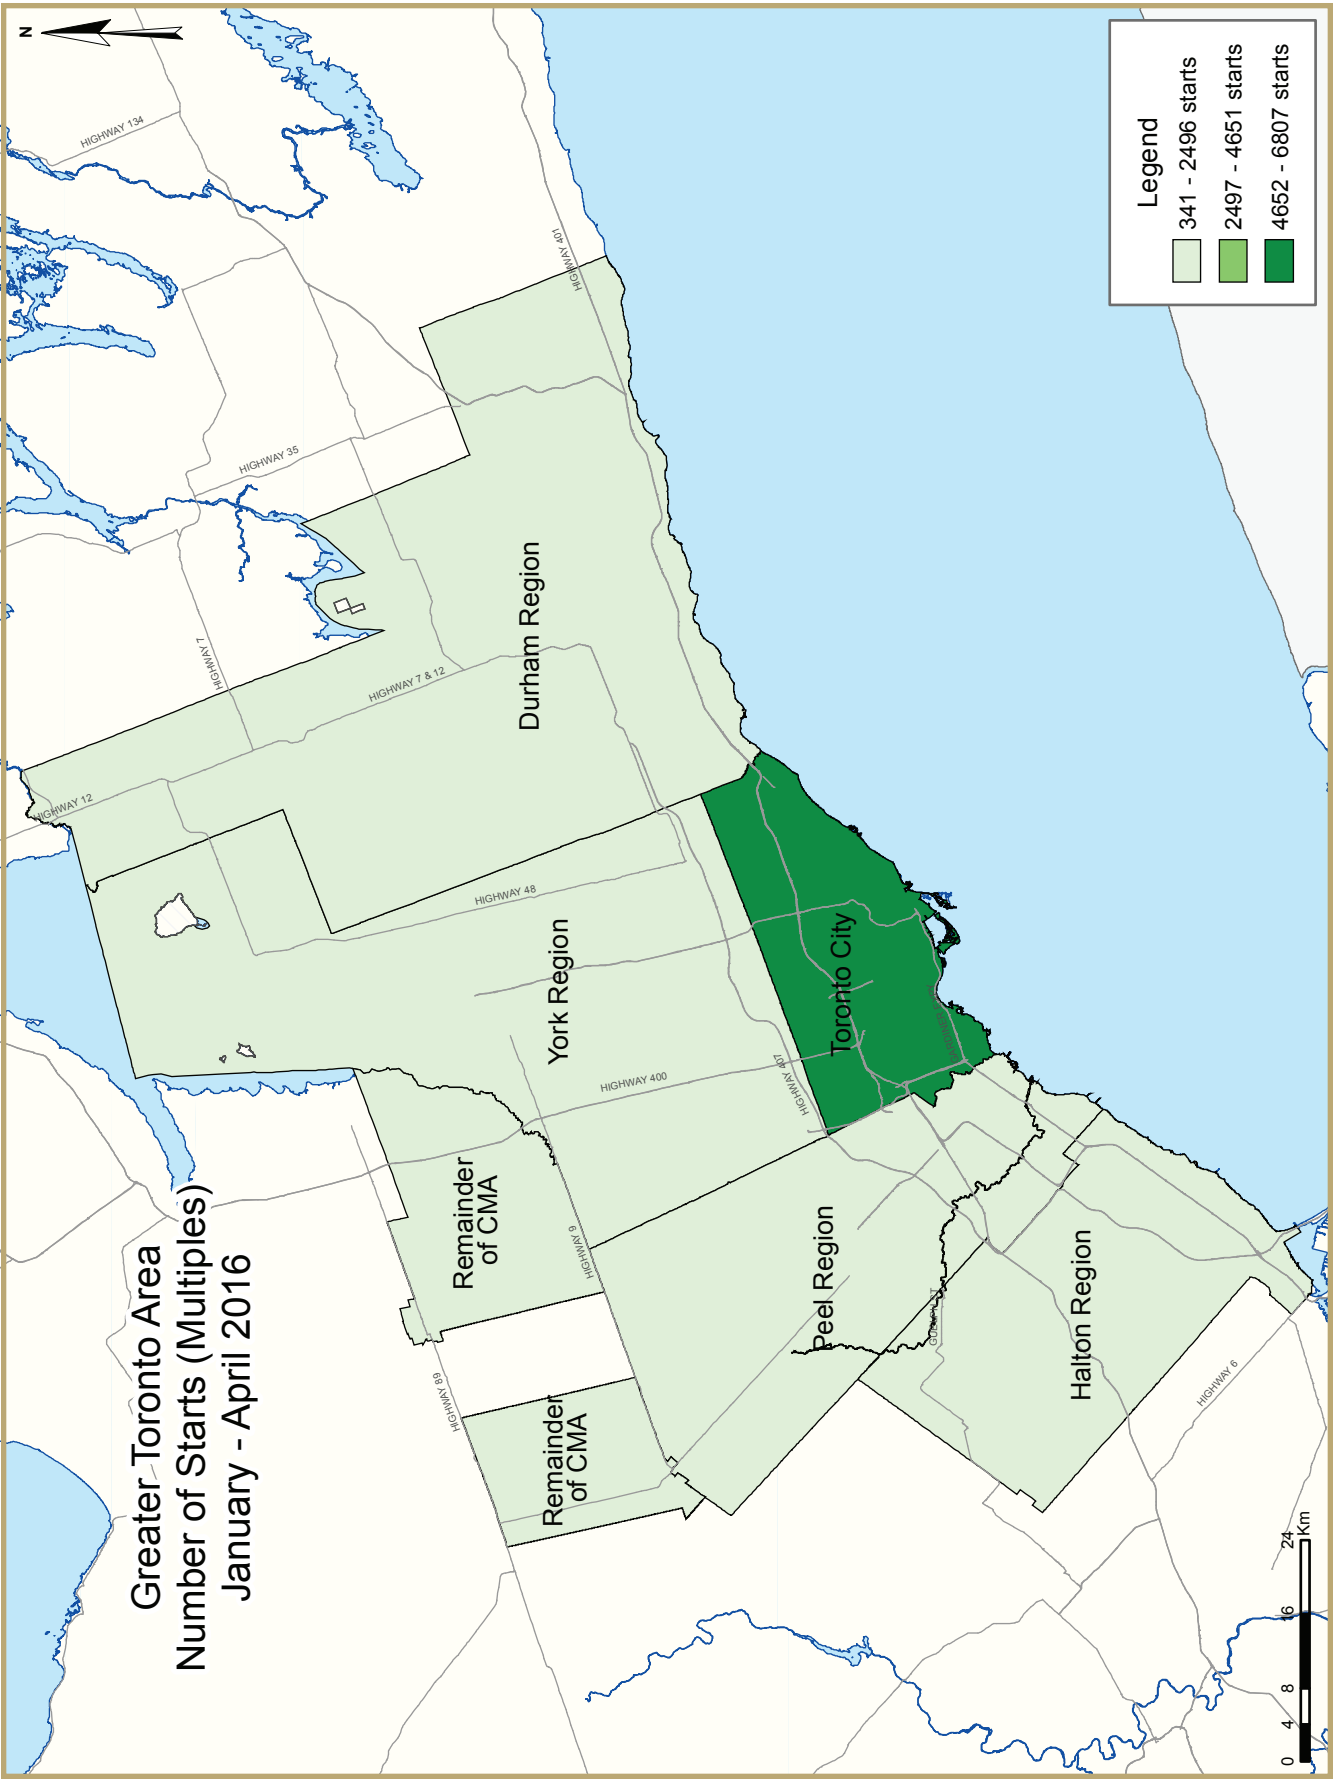 Greater Toronto Area
Number of Starts (Multiples)
January - April 2016
N
HIGHWAY 134
HIGHWAY 401
HIGHWAY 35
HIGHWAY 7
HIGHWAY 7 & 12
HIGHWAY 12
Durham Region
HIGHWAY 48
York Region
HIGHWAY 400
HIGHWAY 407
Toronto City
Remainder
of CMA
HIGHWAY 9
HIGHWAY 89
Remainder
of CMA
Peel Region
GUELPH ST
Halton Region
HIGHWAY 6
Legend
341 - 2496 starts
2497 - 4651 starts
4652 - 6807 starts
0 4 8 16 24
Km